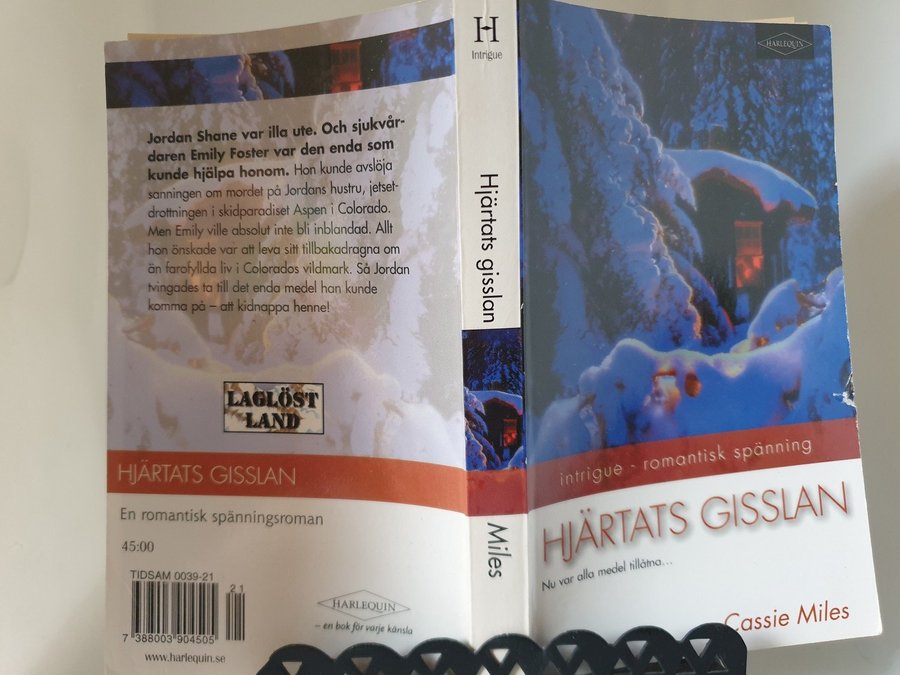 Jordan Shane var illa ute. Och sjukvår-
daren Emily Foster var den enda som
kunde hjälpa honom. Hon kunde avslöja
sanningen om mordet på Jordans hustru, jetset-
drottningen i skidparadiset Aspen i Colorado.
Men Emily ville absolut inte bli inblandad. Allt
hon önskade var att leva sitt tillbakadragna om
än farofyllda liv i Colorados vildmark. Så Jordan
tvingades ta till det enda medel han kunde
komma på – att kidnappa henne!
LAGLÖST
LAND
HJÄRTATS GISSLAN
En romantisk spänningsroman
45:00
TIDSAM 0039-21
21
7 388003 904505
www.harlequin.se
HARLEQUIN
– en bok för varje känsla
H
Intrigue
Hjärtats gisslan
Miles
HARLEQUIN
intrigue - romantisk spänning
HJÄRTATS GISSLAN
Nu var alla medel tillåtna...
Cassie Miles